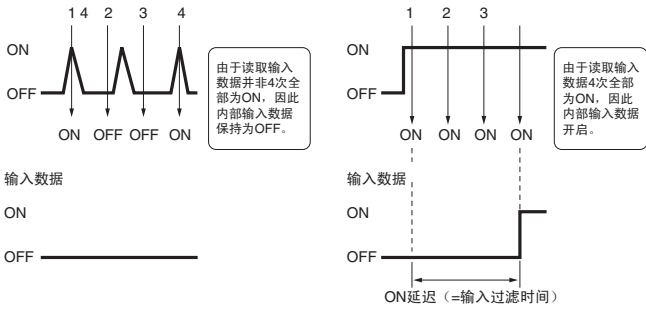 1 4 2 3 4
ON
OFF
ON OFF OFF ON
由于读取输入
数据并非4次全
部为ON，因此
内部输入数据
保持为OFF。
输入数据
ON
OFF
1 2 3
ON
OFF
ON ON ON ON
由于读取输入
数据4次全部
为ON，因此
内部输入数据
开启。
输入数据
ON
OFF
ON延迟（=输入过滤时间）